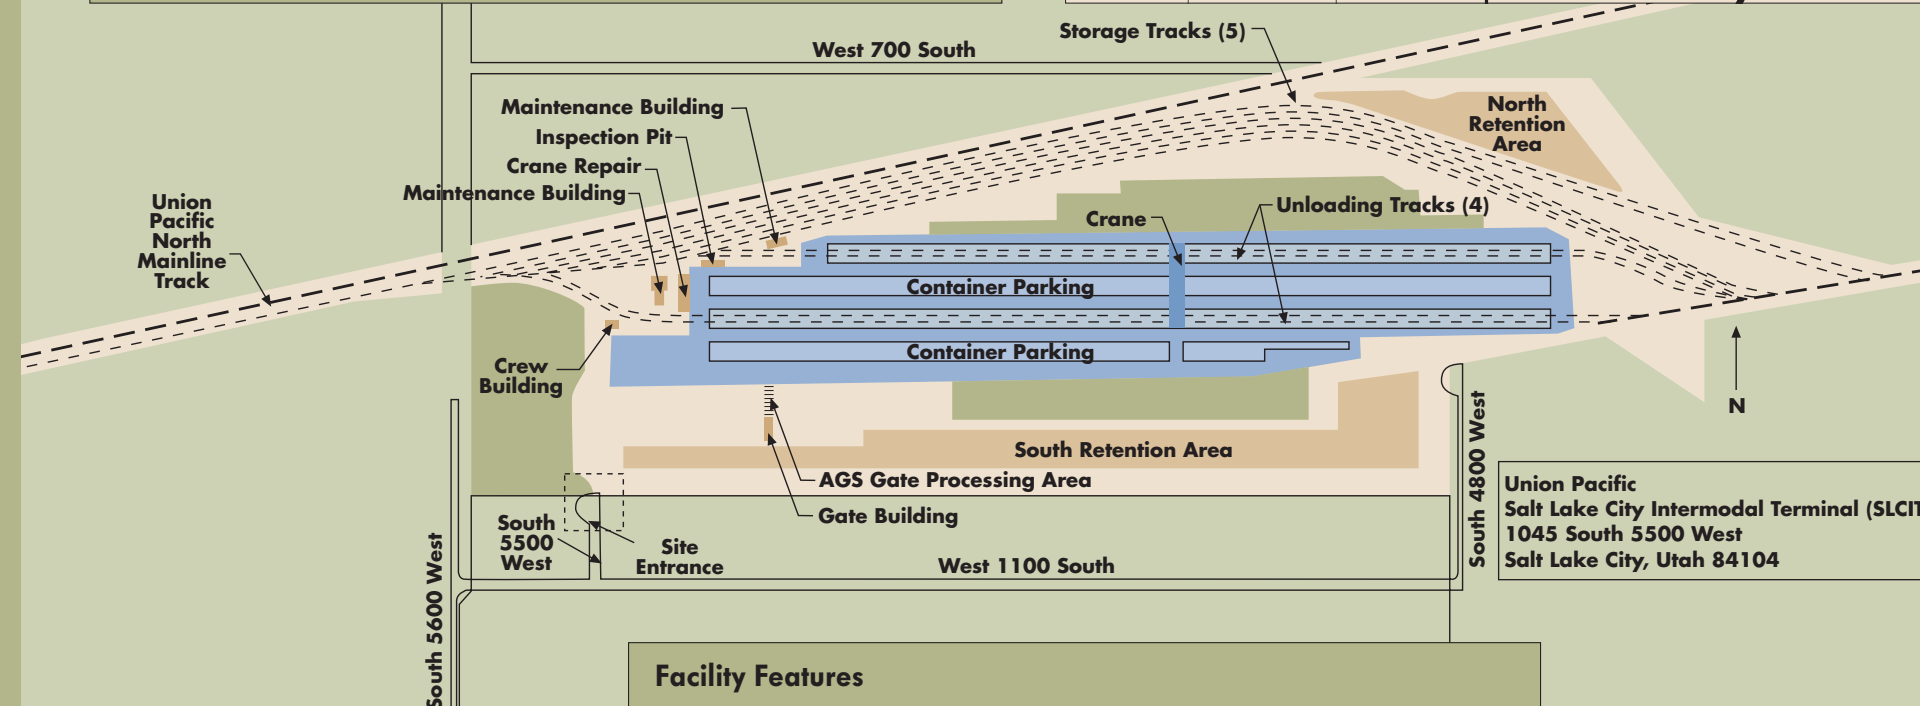 Storage Tracks (5)
West 700 South
Maintenance Building
Inspection Pit
Crane Repair
Maintenance Building
North
Retention
Area
Union
Pacific
North
Mainline
Track
Crane
Unloading Tracks (4)
Container Parking
Container Parking
Crew
Building
N
South Retention Area
AGS Gate Processing Area
Gate Building
South
5500
West
Site
Entrance
West 1100 South
South 4800 West
South 5600 West
Union Pacific
Salt Lake City Intermodal Terminal (SLCIT
1045 South 5500 West
Salt Lake City, Utah 84104
Facility Features